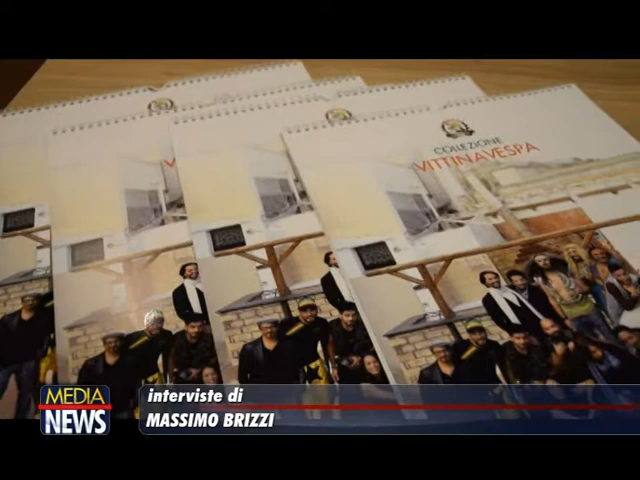 COLLEZIONE
VITTINAVESPA
MEDIA
NEWS
interviste di
MASSIMO BRIZZI